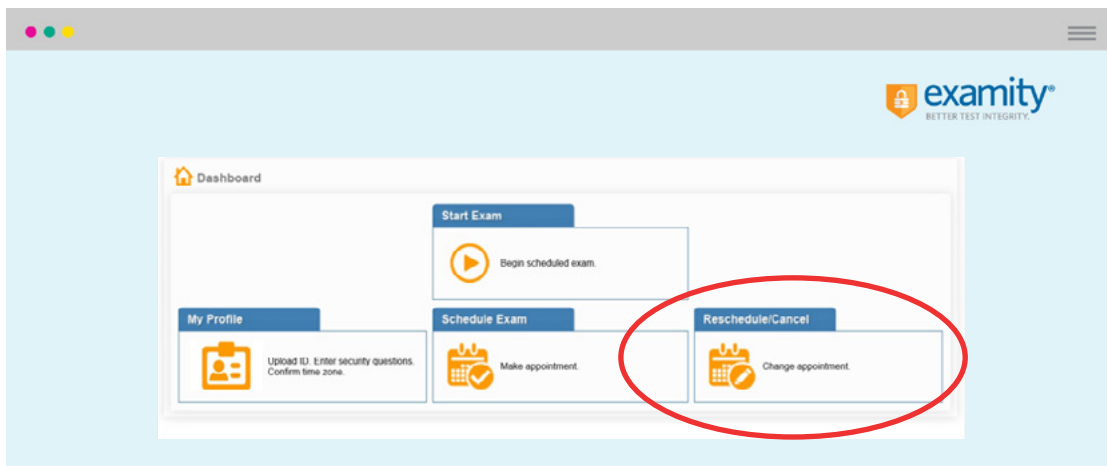 examity®
BETTER TEST INTEGRITY.
Dashboard
Start Exam
Begin scheduled exam.
My Profile
Upload ID. Enter security questions.
Confirm time zone.
Schedule Exam
Make appointment.
Reschedule/Cancel
Change appointment.